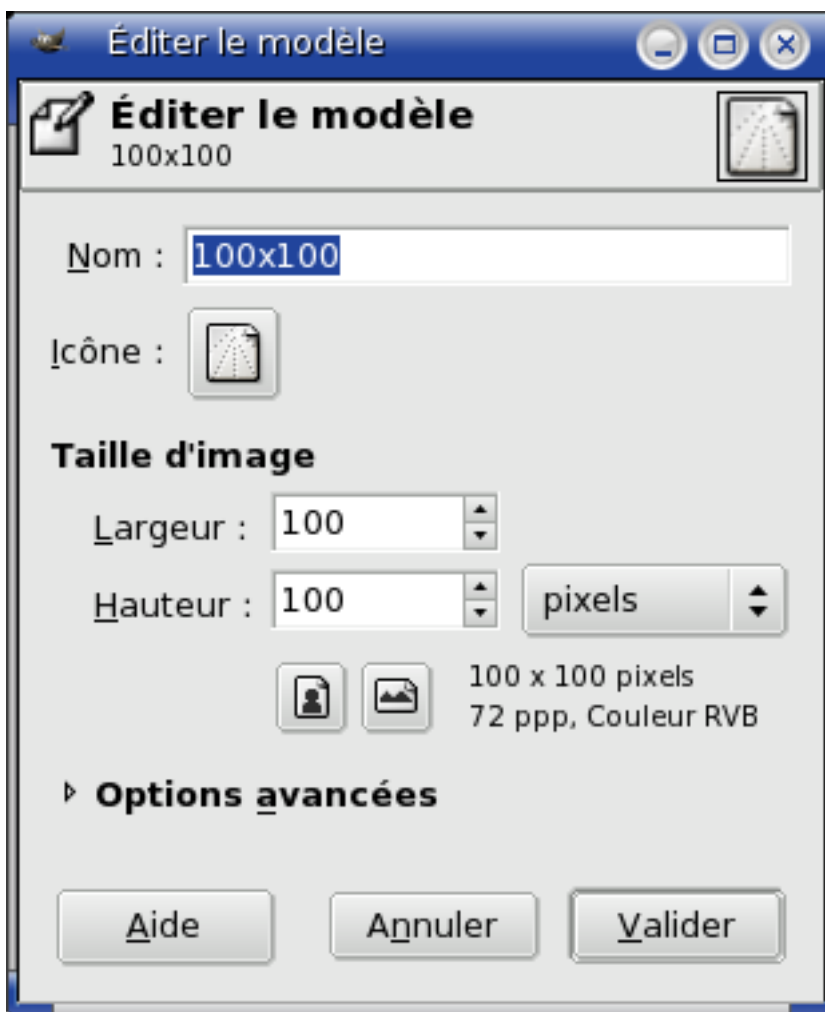 Éditer le modèle
Éditer le modèle
100x100
Nom : 100x100
Icône :
Taille d'image
Largeur : 100
Hauteur : 100 pixels
100 x 100 pixels
72 ppp, Couleur RVB
Options avancées
Aide Annuler Valider